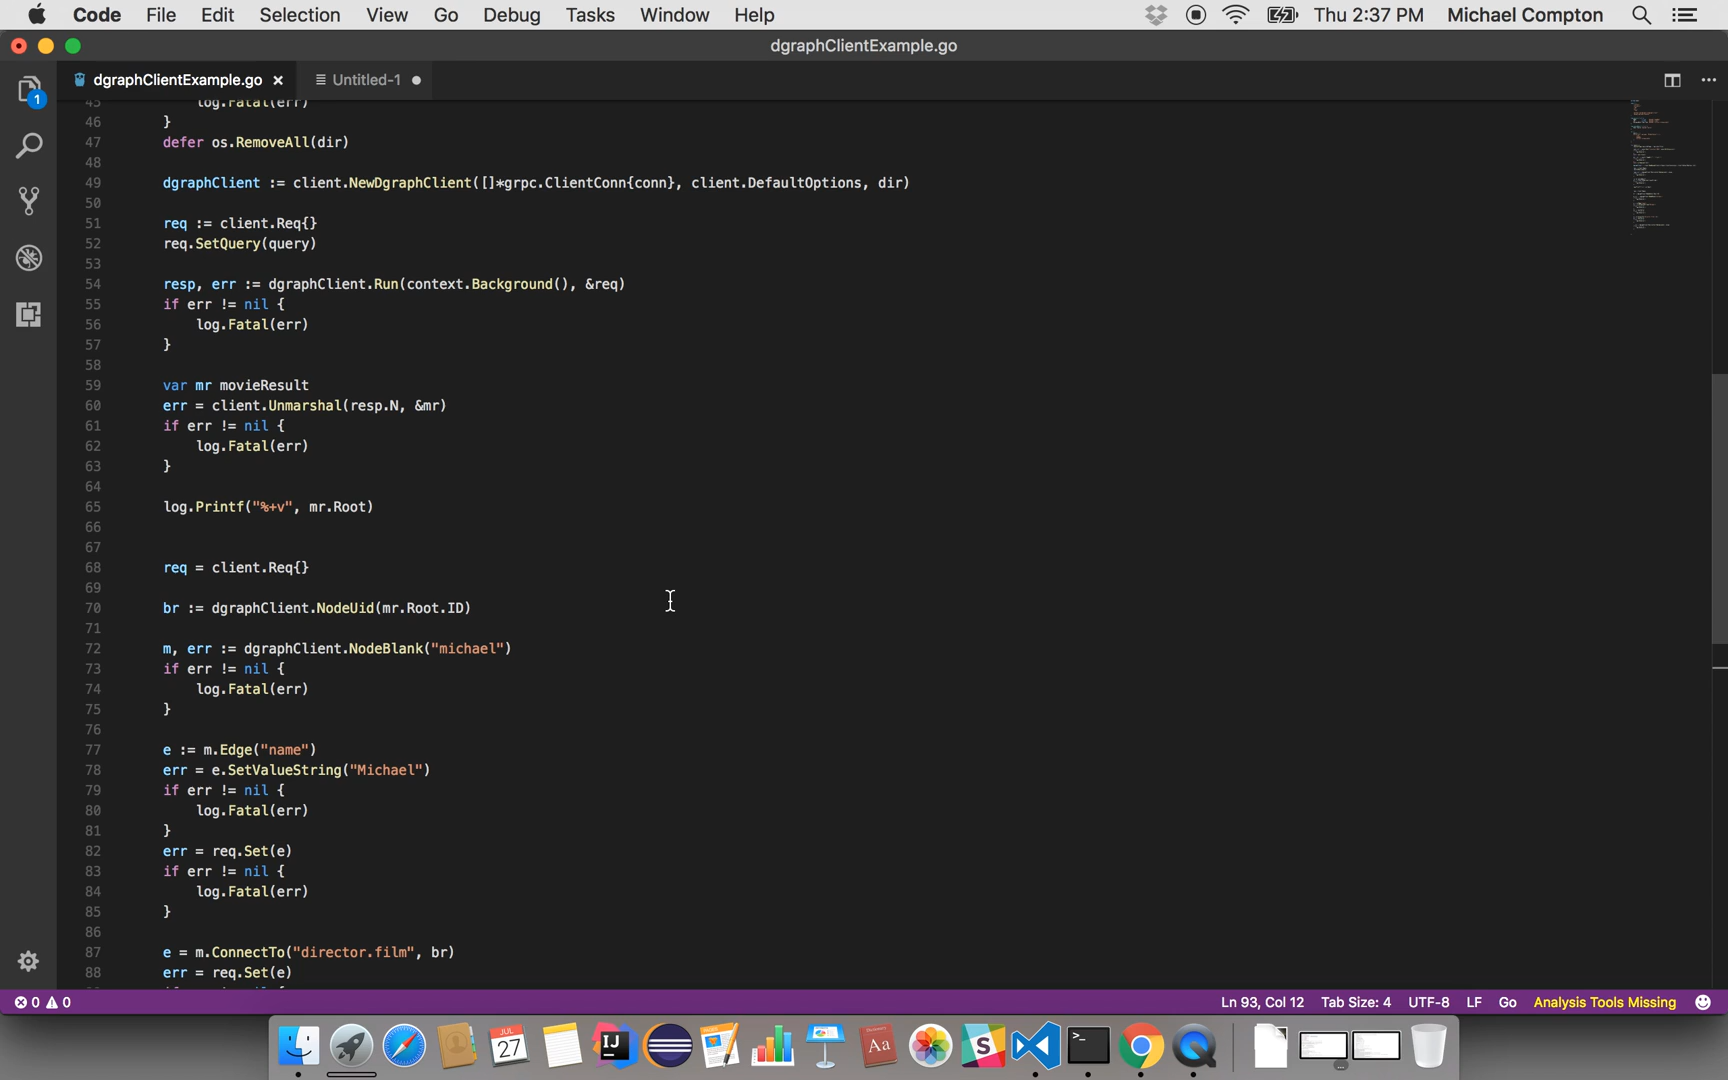 Code File Edit Selection View Go Debug Tasks Window Help Thu 2:37 PM Michael Compton
dgraphClientExample.go
dgraphClientExample.go Untitled-1
1
45 log.Fatal(err)
46 }
47 defer os.RemoveAll(dir)
48
49 dgraphClient := client.NewDgraphClient([]*grpc.ClientConn{conn}, client.DefaultOptions, dir)
50
51 req := client.Req{}
52 req.SetQuery(query)
53
54 resp, err := dgraphClient.Run(context.Background(), &req)
55 if err != nil {
56 log.Fatal(err)
57 }
58
59 var mr movieResult
60 err = client.Unmarshal(resp.N, &mr)
61 if err != nil {
62 log.Fatal(err)
63 }
64
65 log.Printf("%+v", mr.Root)
66
67
68 req = client.Req{}
69
70 br := dgraphClient.NodeUid(mr.Root.ID)
71
72 m, err := dgraphClient.NodeBlank("michael")
73 if err != nil {
74 log.Fatal(err)
75 }
76
77 e := m.Edge("name")
78 err = e.SetValueString("Michael")
79 if err != nil {
80 log.Fatal(err)
81 }
82 err = req.Set(e)
83 if err != nil {
84 log.Fatal(err)
85 }
86
87 e = m.ConnectTo("director.film", br)
88 err = req.Set(e)
0 0 Ln 93, Col 12 Tab Size: 4 UTF-8 LF Go Analysis Tools Missing
JUL
27
IJ
Aa
S
>_